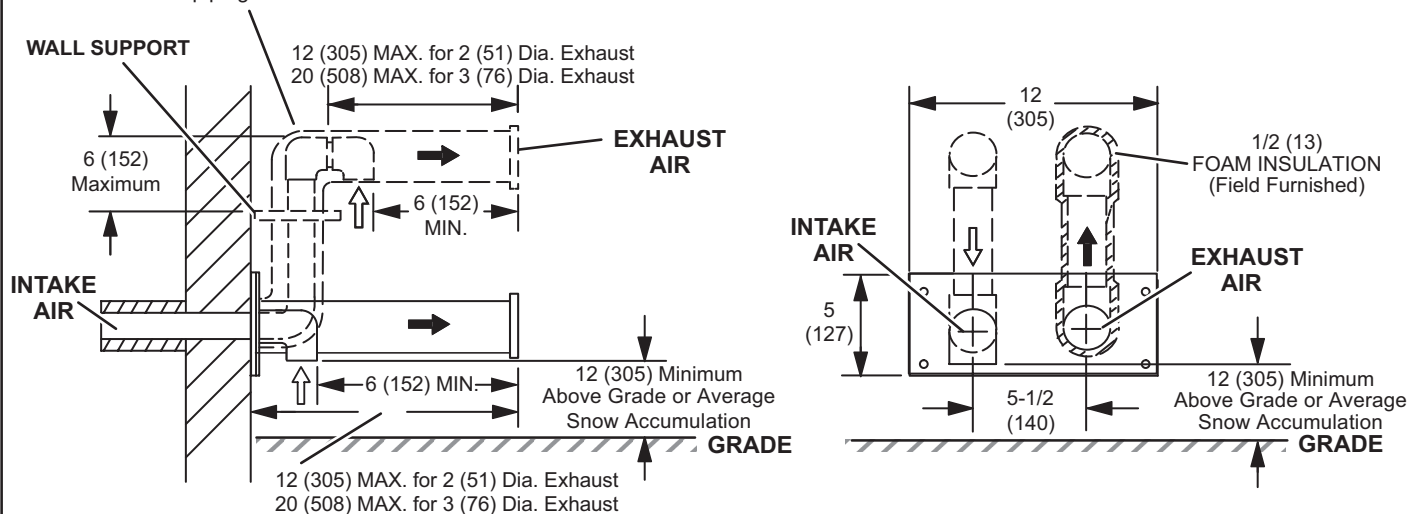 WALL SUPPORT
12 (305) MAX. for 2 (51) Dia. Exhaust
20 (508) MAX. for 3 (76) Dia. Exhaust
6 (152)
Maximum
EXHAUST
AIR
6 (152)
MIN.
INTAKE
AIR
6 (152) MIN.
12 (305) Minimum
Above Grade or Average
Snow Accumulation
GRADE
12 (305) MAX. for 2 (51) Dia. Exhaust
20 (508) MAX. for 3 (76) Dia. Exhaust
12
(305)
1/2 (13)
FOAM INSULATION
(Field Furnished)
INTAKE
AIR
EXHAUST
AIR
5
(127)
5-1/2
(140)
12 (305) Minimum
Above Grade or Average
Snow Accumulation
GRADE